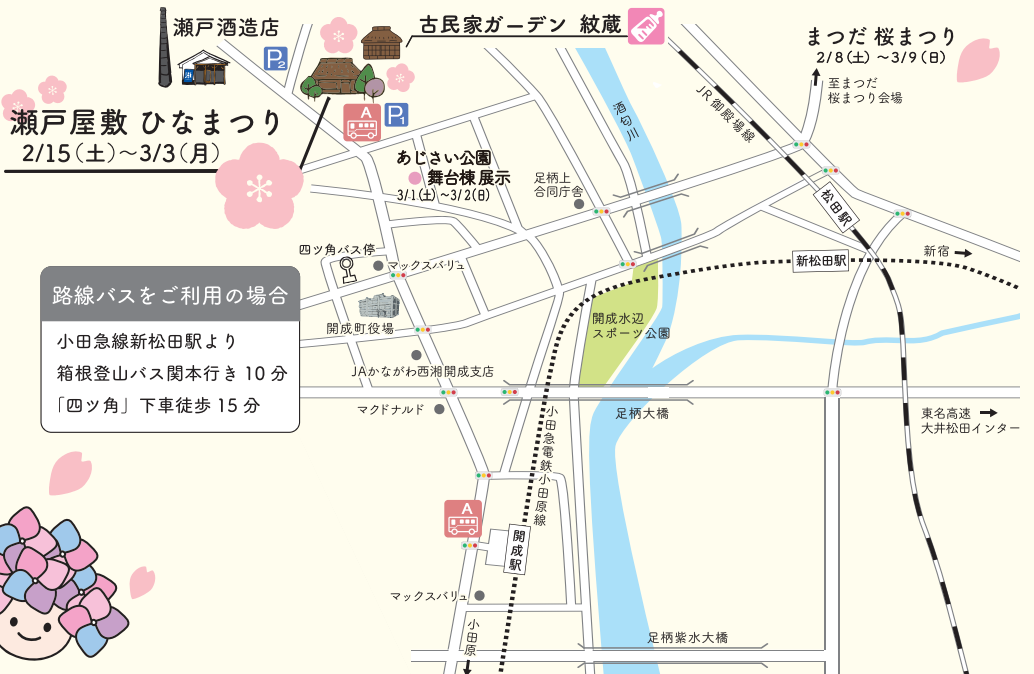 瀬戸酒造店
P2
古民家ガーデン 紋蔵
まつだ 桜まつり
2/8(土)～3/9(日)
至まつだ
桜まつり会場
A
P1
瀬戸屋敷 ひなまつり
2/15(土)～3/3(月)
JR御殿場線
酒匂川
あじさい公園
舞台棟 展示
3/1(土)～3/2(日)
足柄上
合同庁舎
松田駅
四ツ角バス停
マックスバリュ
新松田駅
新宿
路線バスをご利用の場合
小田急線新松田駅より
箱根登山バス関本行き10分
「四ツ角」下車徒歩15分
開成町役場
開成水辺
スポーツ公園
JAかながわ西湘開成支店
マクドナルド
足柄大橋
東名高速
大井松田インター
小田急電鉄小田原線
A
開成駅
マックスバリュ
小田原
足柄紫水大橋